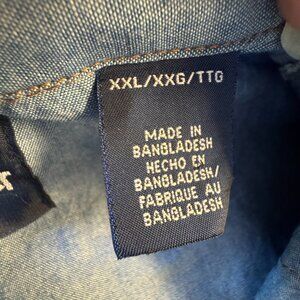 XXL/XXG/TTG
MADE IN
BANGLADESH
HECHO EN
BANGLADESH/
FABRIQUE AU
BANGLADESH